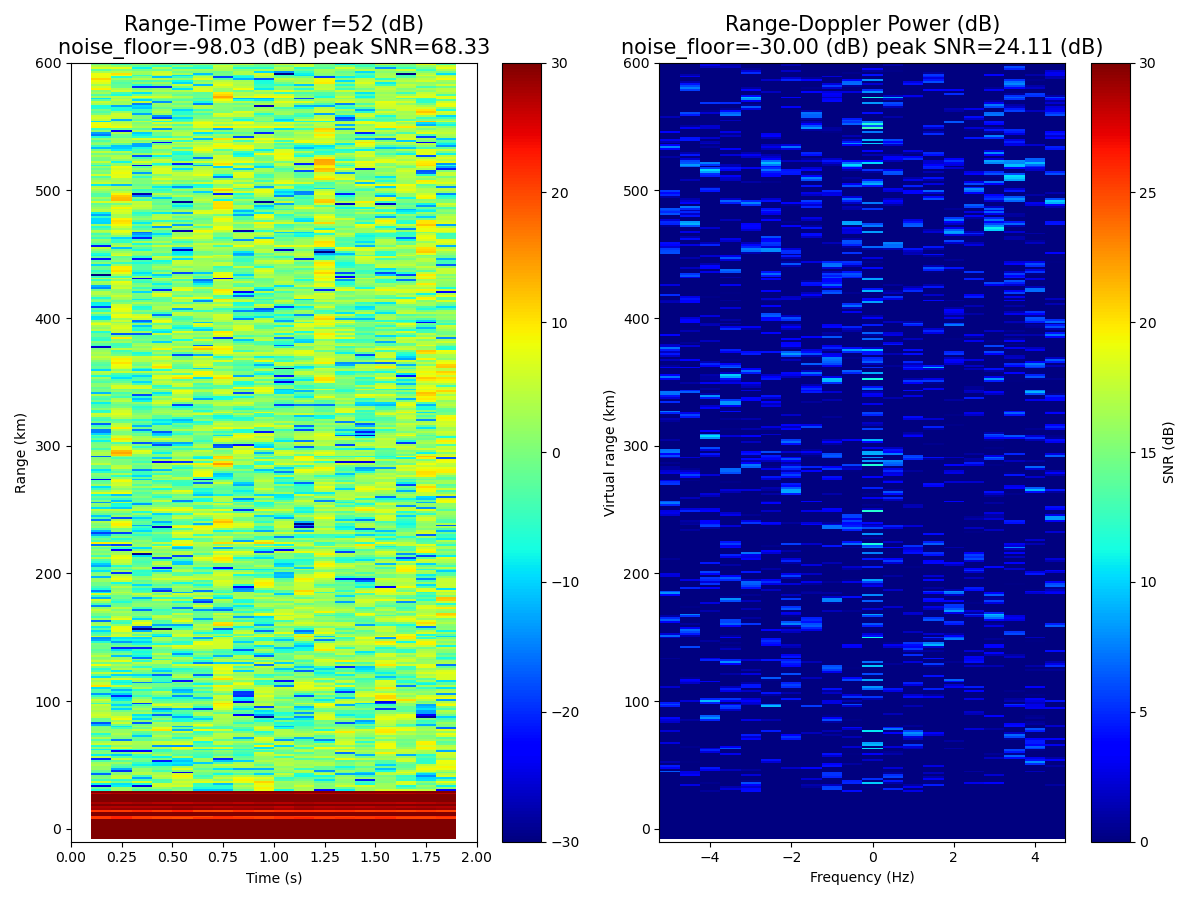 Range-Time Power f=52 (dB)
noise_floor=-98.03 (dB) peak SNR=68.33
Range (km)
600
500
400
300
200
100
0
0.00 0.25 0.50 0.75 1.00 1.25 1.50 1.75 2.00
Time (s)
30
20
10
0
−10
−20
−30
Range-Doppler Power (dB)
noise_floor=-30.00 (dB) peak SNR=24.11 (dB)
Virtual range (km)
600
500
400
300
200
100
0
−4 −2 0 2 4
Frequency (Hz)
30
25
20
15
10
5
0
SNR (dB)